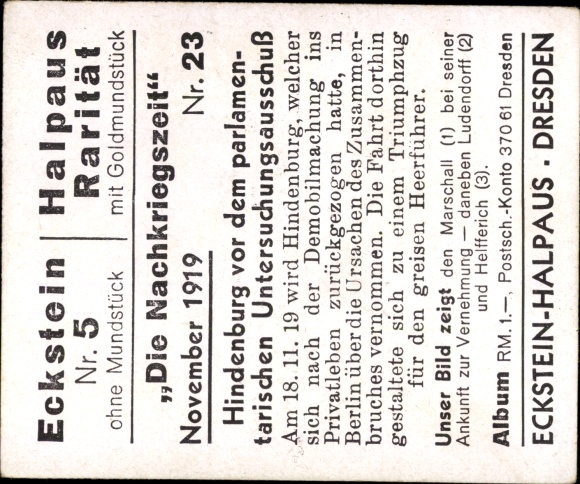 Eckstein Halpaus
Nr. 5 Rarität
ohne Mundstück mit Goldmundstück
„Die Nachkriegszeit“
November 1919 Nr. 23
Hindenburg vor dem parlamen-
tarischen Untersuchungsausschuß
Am 18. 11. 19 wird Hindenburg, welcher
sich nach der Demobilmachung ins
Privatleben zurückgezogen hatte, in
Berlin über die Ursachen des Zusammen-
bruches vernommen. Die Fahrt dorthin
gestaltete sich zu einem Triumphzug
für den greisen Heerführer.
Unser Bild zeigt den Marschall (1) bei seiner
Ankunft zur Vernehmung — daneben Ludendorff (2)
und Helfferich (3).
Album RM. 1.—. Postsch.-Konto 370 61 Dresden
ECKSTEIN-HALPAUS · DRESDEN